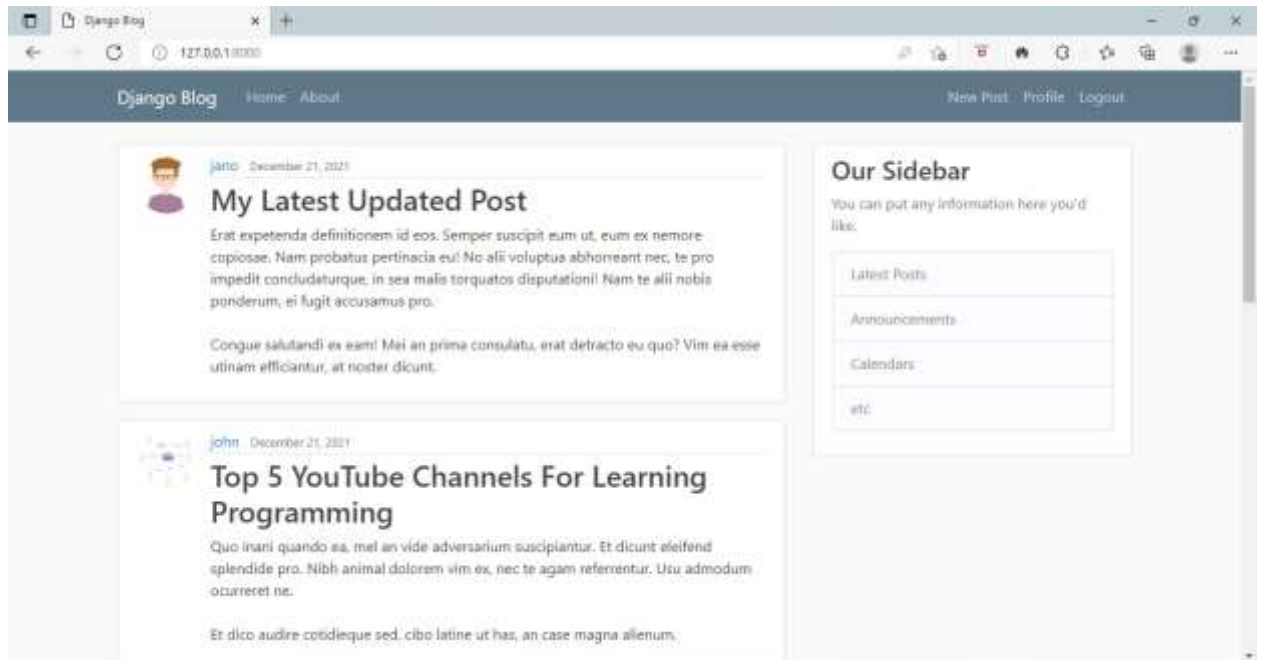 Django Blog
127.0.0.1:8000
Django Blog Home About New Post Profile Logout
December 21, 2021
My Latest Updated Post
Erat expetenda definitionem id eos. Semper suscipit eum ut, eum ex nemore
copiosae. Nam probatus pertinacia eu! No alii voluptua abhorreant nec, te pro
impedit concludaturque, in sea malis torquatos disputationi! Nam te alii nobis
ponderum, ei fugit accusamus pro.
Congue salutandi ex eam! Mei an prima consulatu, erat detracto eu quo? Vim ea esse
utinam efficiantur, at noster dicunt.
john December 21, 2021
Top 5 YouTube Channels For Learning
Programming
Quo inani quando ea, mel an vide adversarium suscipiantur. Et dicunt eleifend
splendide pro. Nibh animal dolorem vim ex, nec te agam referrentur. Usu admodum
ocurreret ne.
Et dico audire cotidieque sed, cibo latine ut has, an case magna alienum.
Our Sidebar
You can put any information here you'd
like.
Latest Posts
Announcements
Calendars
etc